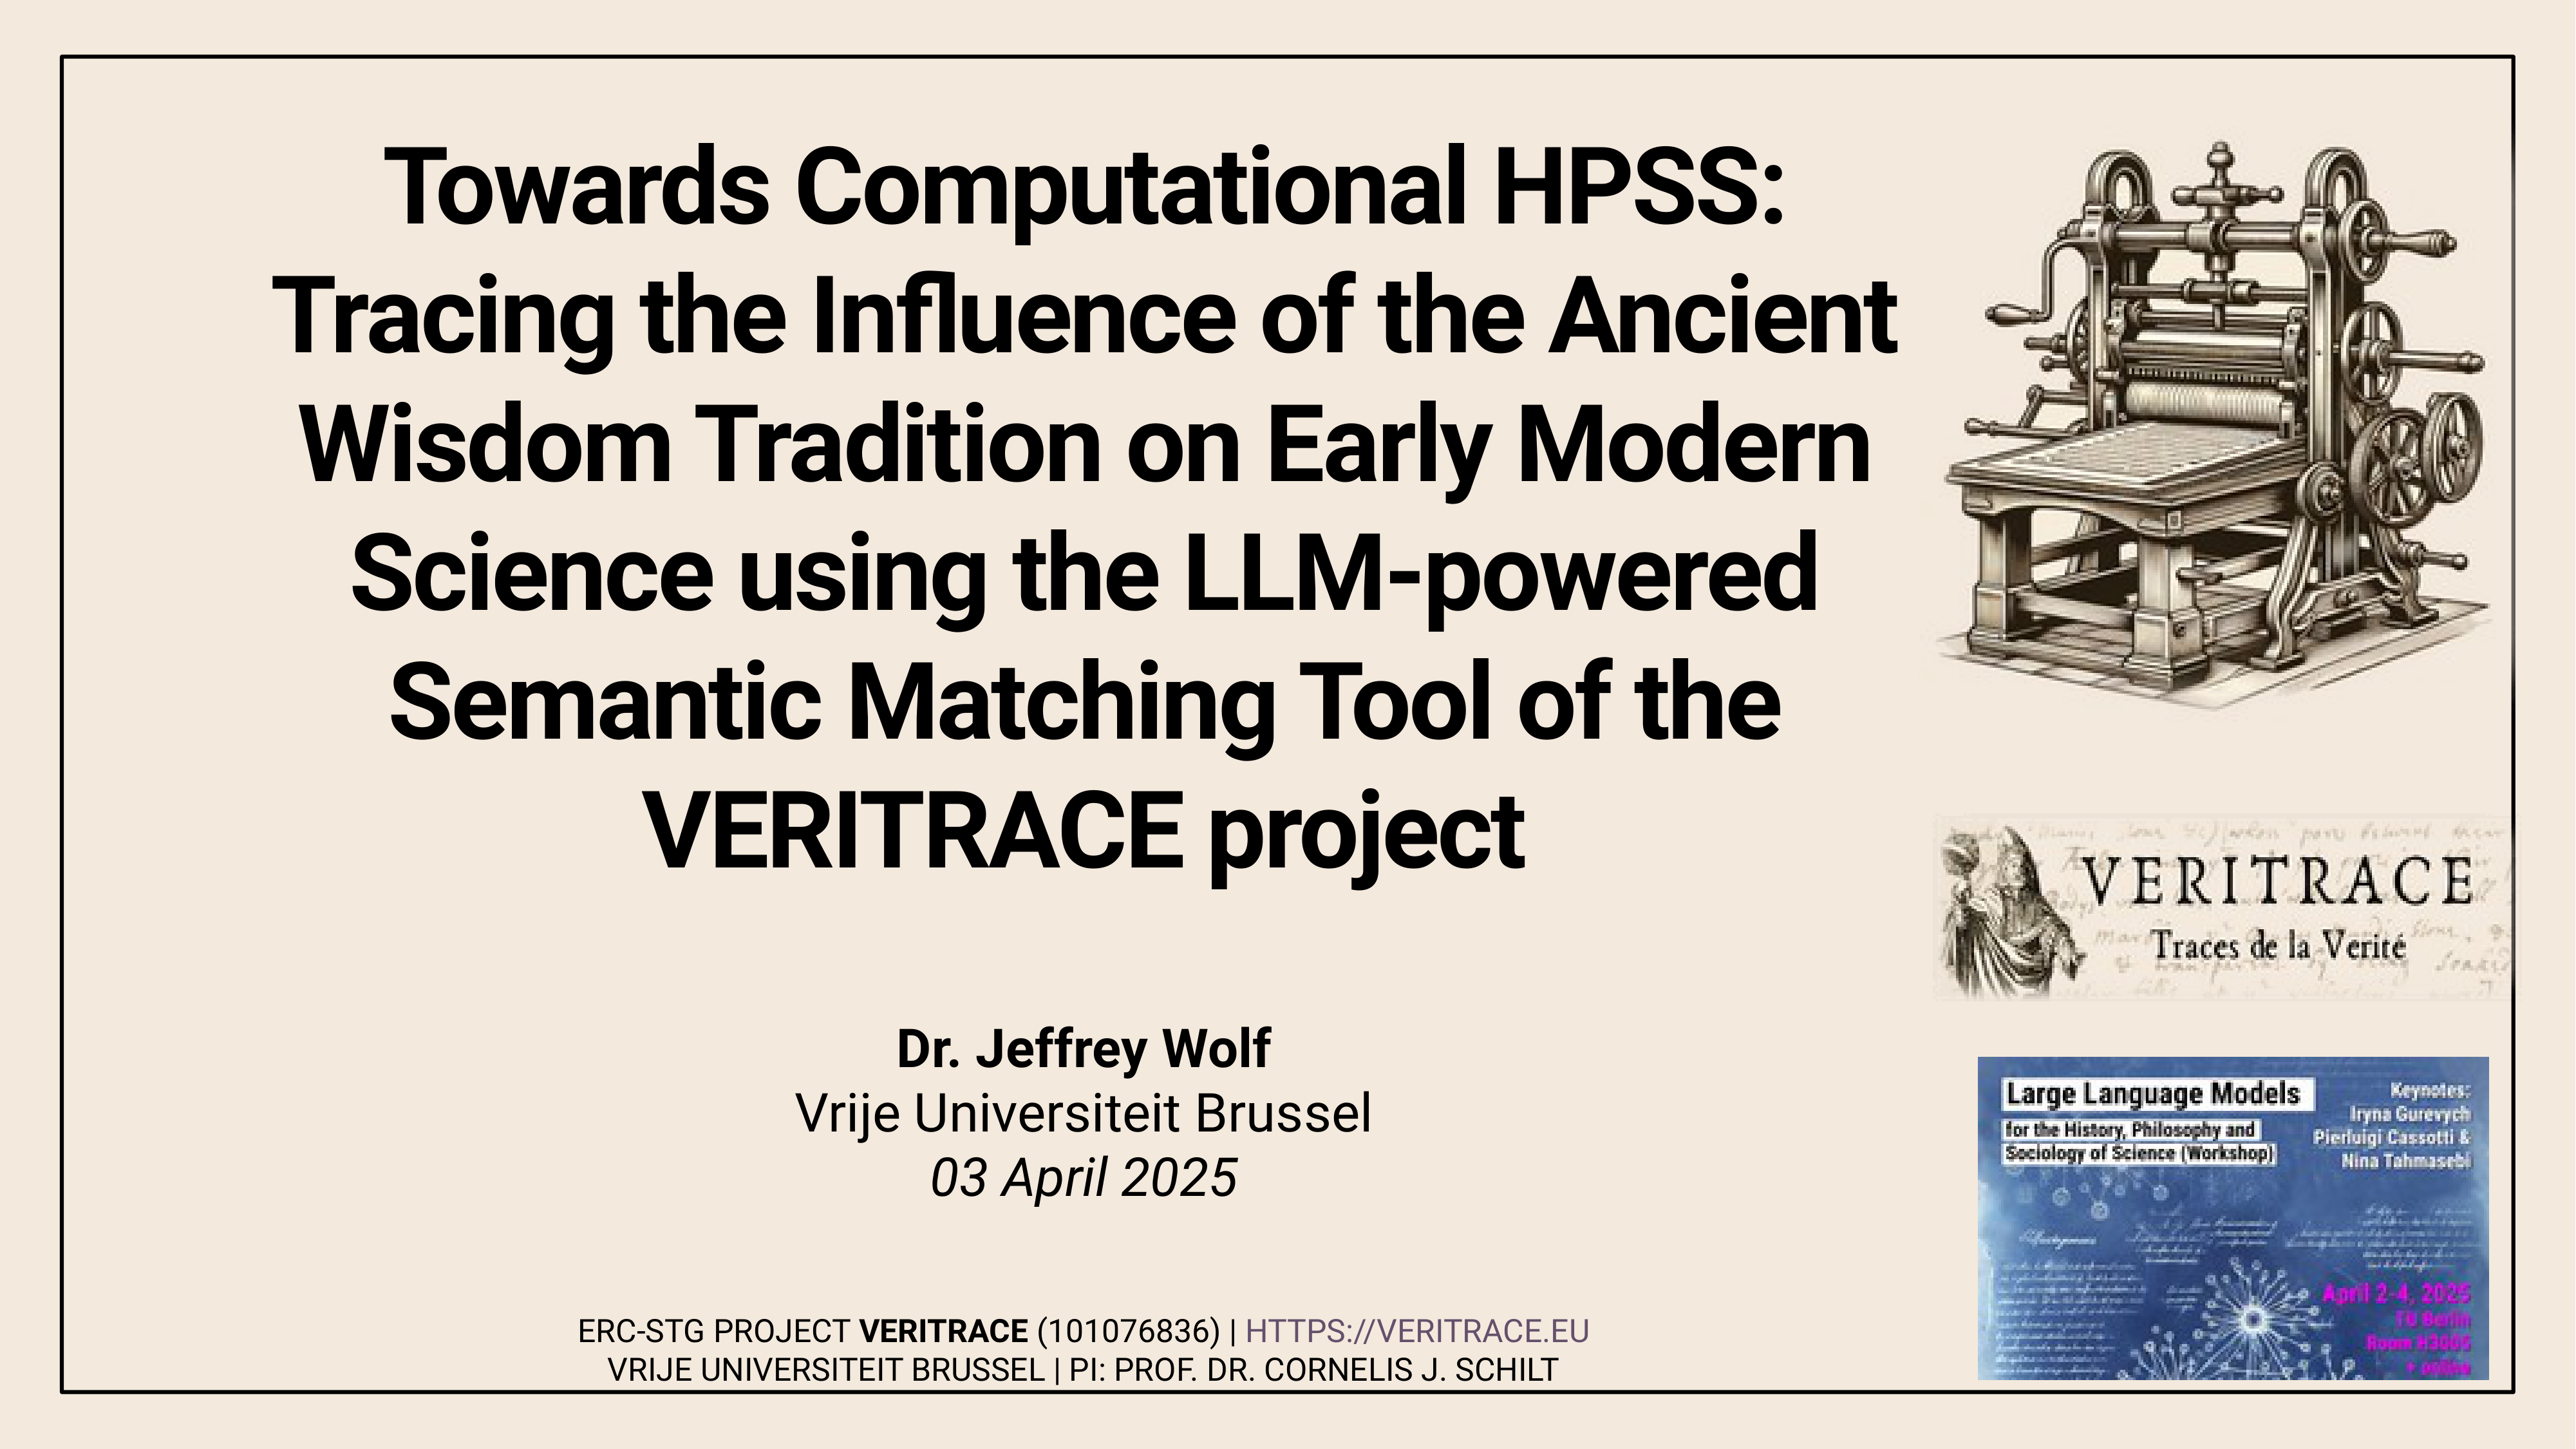 Towards Computational HPSS:
Tracing the Influence of the Ancient
Wisdom Tradition on Early Modern
Science using the LLM-powered
Semantic Matching Tool of the
VERITRACE project
Dr. Jeffrey Wolf
Vrije Universiteit Brussel
03 April 2025
ERC-STG PROJECT VERITRACE (101076836) | HTTPS://VERITRACE.EU
VRIJE UNIVERSITEIT BRUSSEL | PI: PROF. DR. CORNELIS J. SCHILT
VERITRACE
Traces de la Verité
Large Language Models
for the History, Philosophy and
Sociology of Science (Workshop)
Keynotes:
Iryna Gurevych
Pierluigi Cassotti &
Nina Tahmasebi
April 2-4, 2025
TU Berlin
Room H3005
+ online